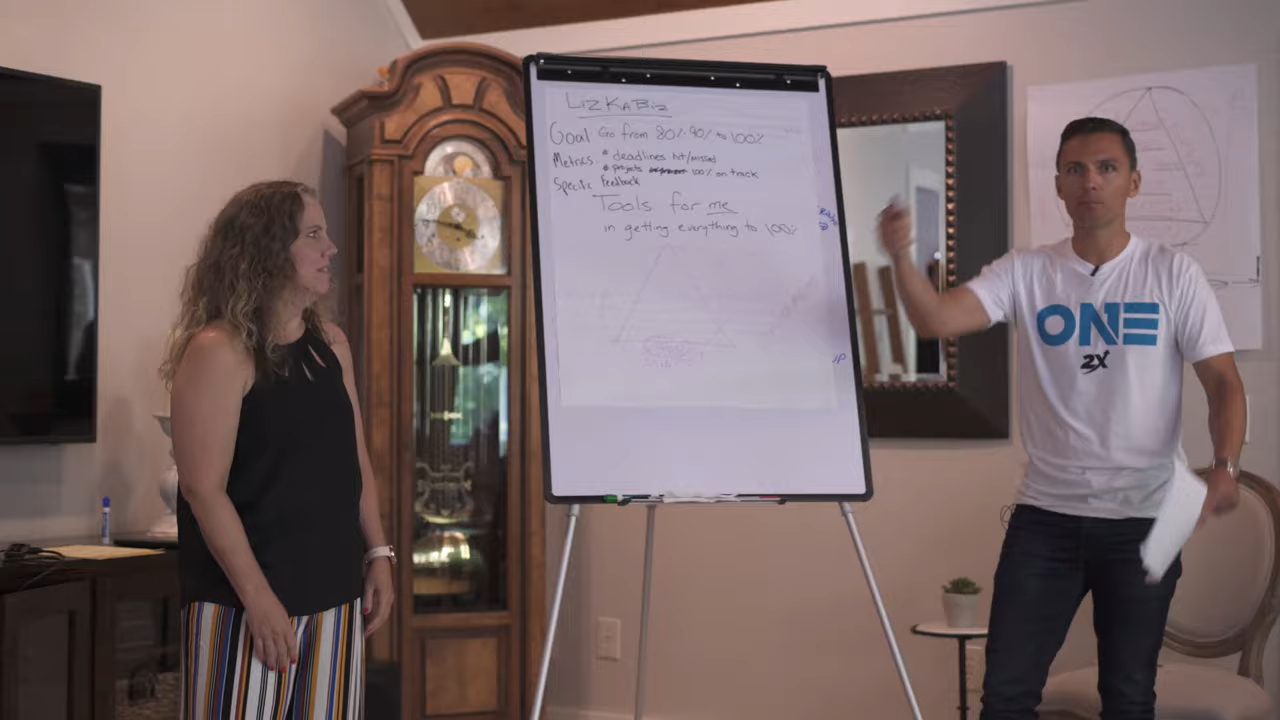 LizKaBiz
Goal Go from 80%-90% to 100%
Metrics: # deadlines hit/missed
# projects 100% on track
Specific Feedback
Tools for me
in getting everything to 100%
UP
ONE
2X